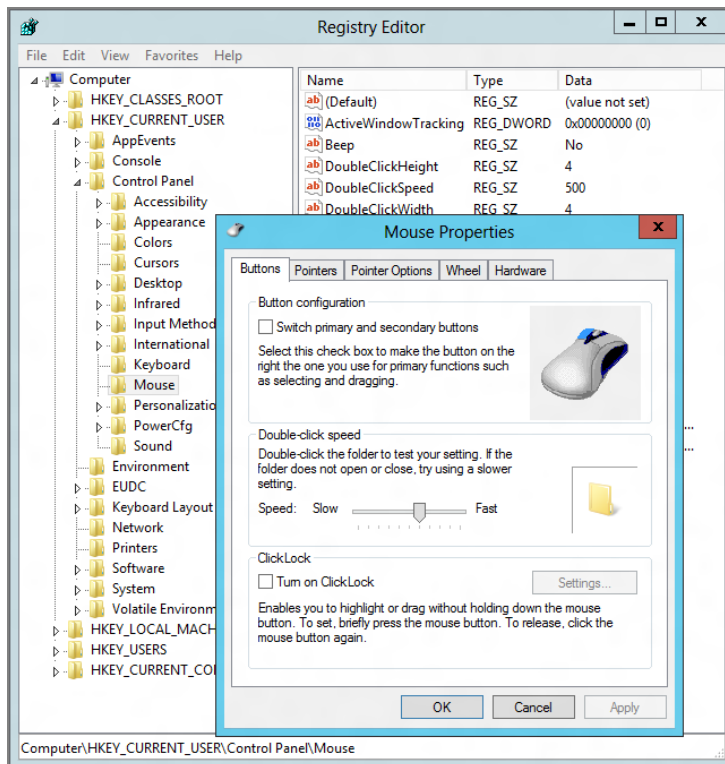 Registry Editor
File Edit View Favorites Help
Computer
HKEY_CLASSES_ROOT
HKEY_CURRENT_USER
AppEvents
Console
Control Panel
Accessibility
Appearance
Colors
Cursors
Desktop
Infrared
Input Method
International
Keyboard
Mouse
Personalizatio
PowerCfg
Sound
Environment
EUDC
Keyboard Layout
Network
Printers
Software
System
Volatile Environm
HKEY_LOCAL_MACH
HKEY_USERS
HKEY_CURRENT_CO
Name Type Data
ab (Default) REG_SZ (value not set)
ActiveWindowTracking REG_DWORD 0x00000000 (0)
ab Beep REG_SZ No
ab DoubleClickHeight REG_SZ 4
ab DoubleClickSpeed REG_SZ 500
ab DoubleClickWidth REG_SZ 4
...
...
Mouse Properties
Buttons Pointers Pointer Options Wheel Hardware
Button configuration
Switch primary and secondary buttons
Select this check box to make the button on the
right the one you use for primary functions such
as selecting and dragging.
Double-click speed
Double-click the folder to test your setting. If the
folder does not open or close, try using a slower
setting.
Speed: Slow Fast
ClickLock
Turn on ClickLock Settings...
Enables you to highlight or drag without holding down the mouse
button. To set, briefly press the mouse button. To release, click the
mouse button again.
OK Cancel Apply
Computer\HKEY_CURRENT_USER\Control Panel\Mouse